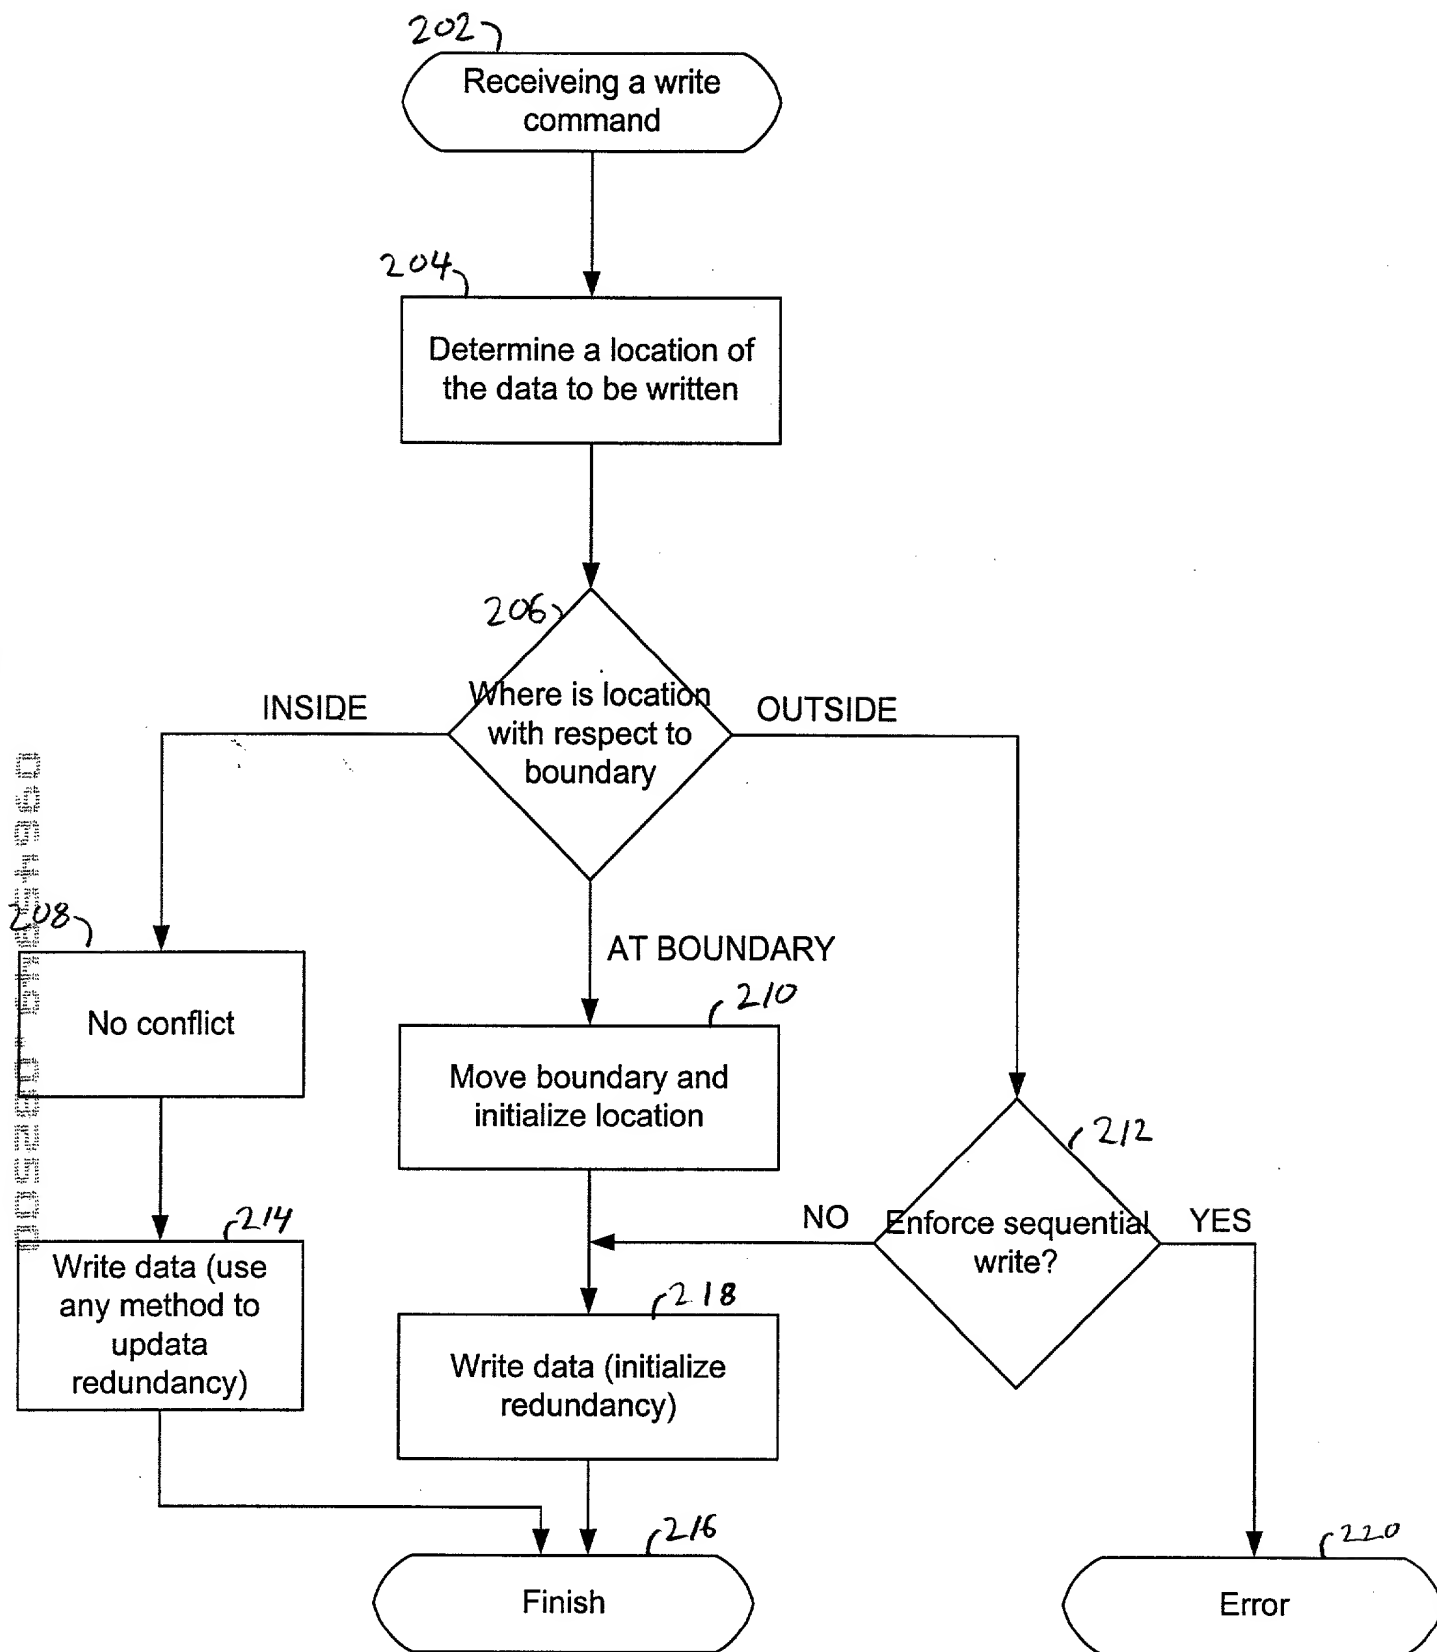 202
Receiveing a write
command
204
Determine a location of
the data to be written
206
Where is location
with respect to
boundary
INSIDE
OUTSIDE
AT BOUNDARY
208
No conflict
210
Move boundary and
initialize location
212
Enforce sequential
write?
NO
YES
214
Write data (use
any method to
updata
redundancy)
218
Write data (initialize
redundancy)
216
Finish
220
Error